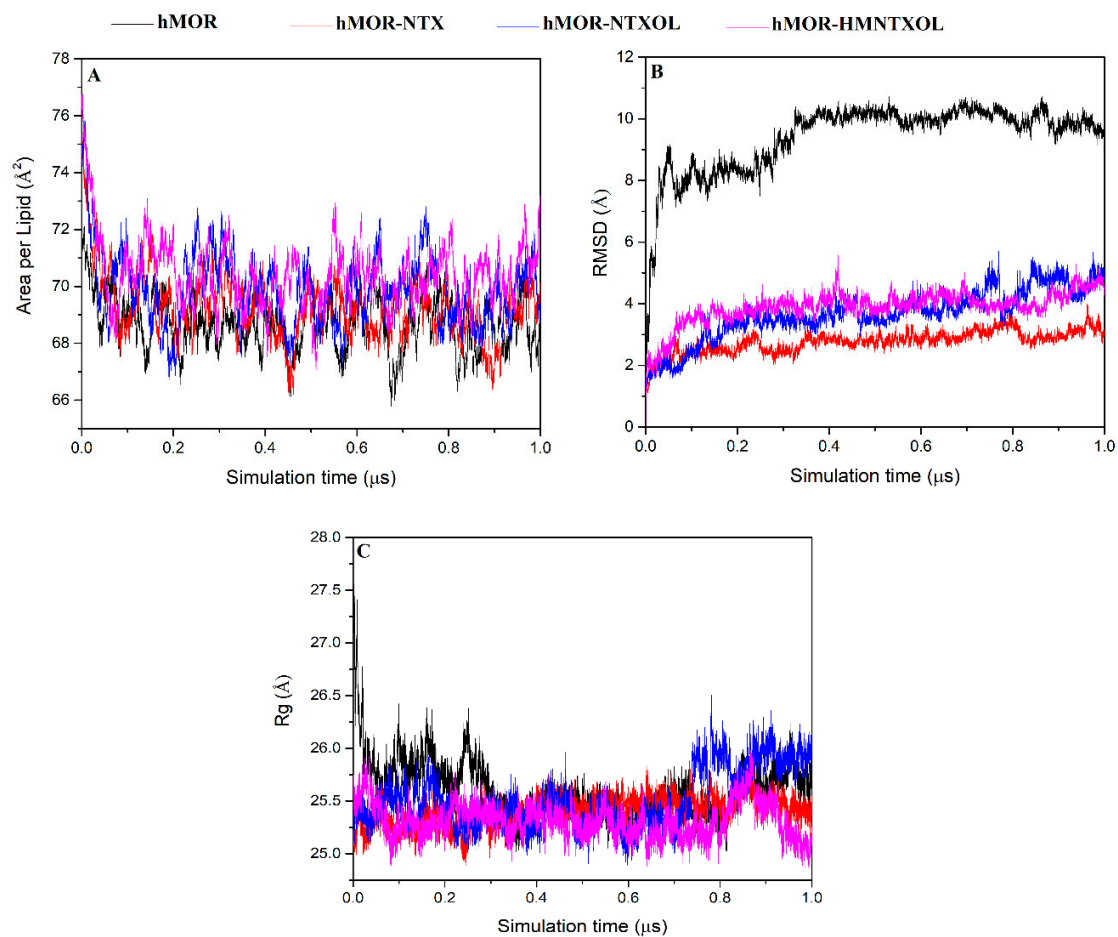 hMOR hMOR-NTX hMOR-NTXOL hMOR-HMNTXOL
A
78
76
74
72
70
68
66
Area per Lipid (Å²)
0.0 0.2 0.4 0.6 0.8 1.0
Simulation time (μs)
B
12
10
8
6
4
2
0
RMSD (Å)
0.0 0.2 0.4 0.6 0.8 1.0
Simulation time (μs)
C
28.0
27.5
27.0
26.5
26.0
25.5
25.0
Rg (Å)
0.0 0.2 0.4 0.6 0.8 1.0
Simulation time (μs)